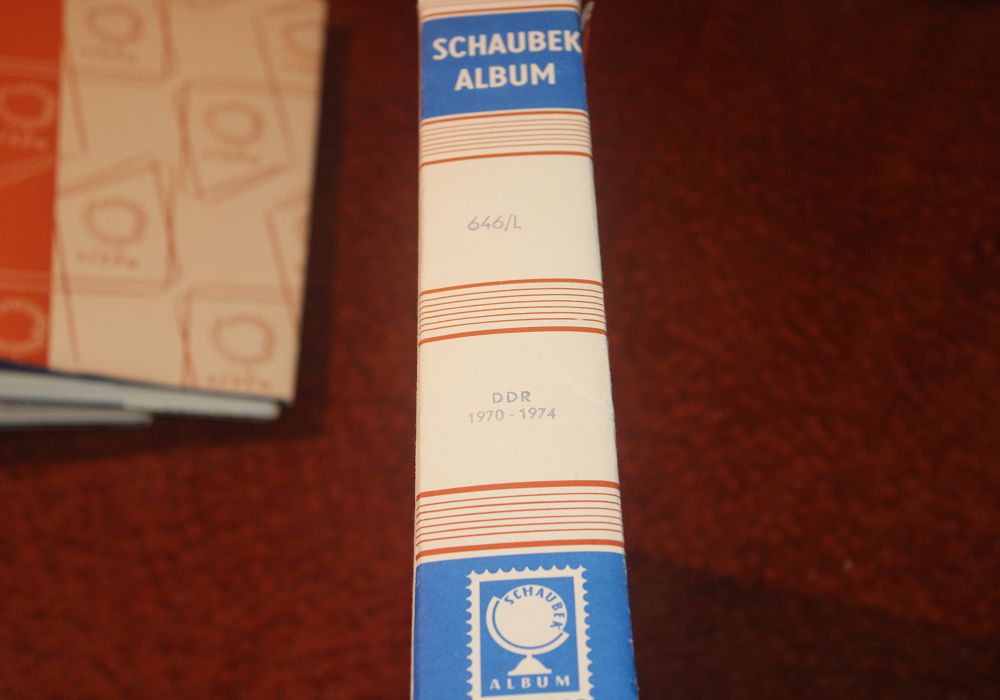 SCHAUBEK
ALBUM
646/L
DDR
1970 - 1974
SCHAUBEK
ALBUM